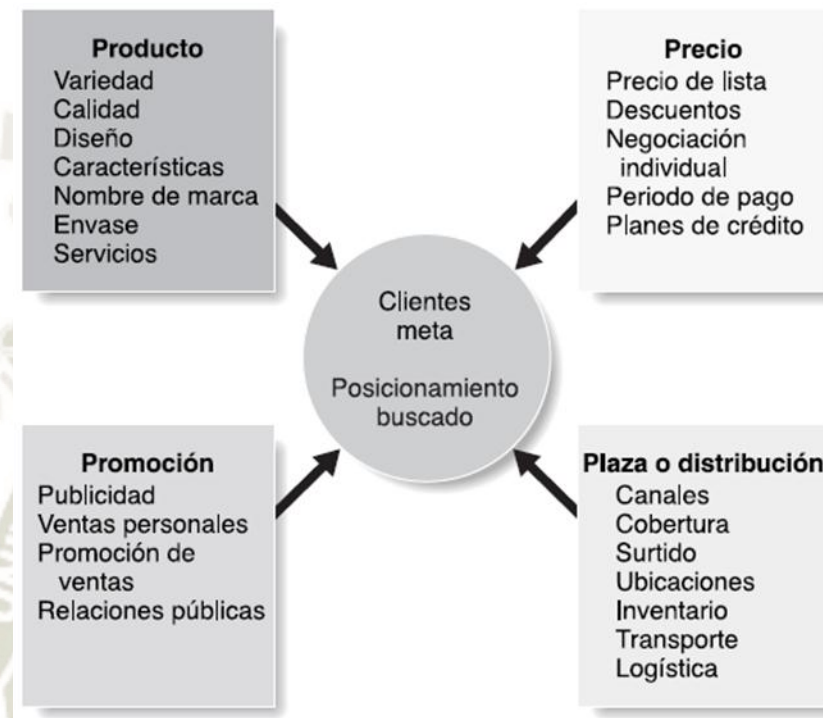 Producto
Variedad
Calidad
Diseño
Características
Nombre de marca
Envase
Servicios
Precio
Precio de lista
Descuentos
Negociación
individual
Periodo de pago
Planes de crédito
Clientes
meta
Posicionamiento
buscado
Promoción
Publicidad
Ventas personales
Promoción de
ventas
Relaciones públicas
Plaza o distribución
Canales
Cobertura
Surtido
Ubicaciones
Inventario
Transporte
Logística